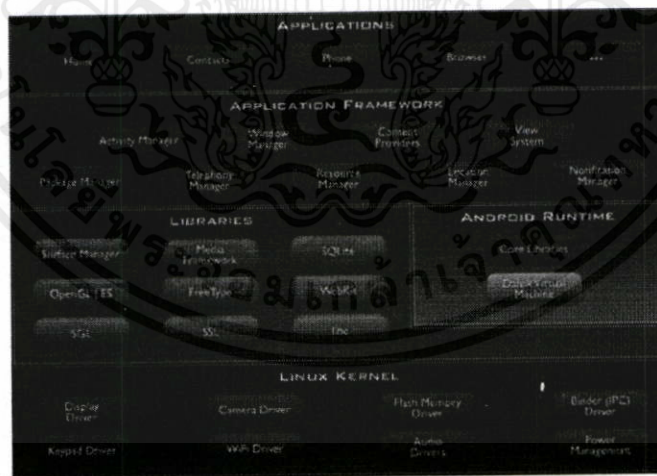 APPLICATIONS
Home Contacts Phone Browser ...
APPLICATION FRAMEWORK
Activity Manager Window Manager Content Providers View System
Package Manager Telephony Manager Resource Manager Location Manager Notification Manager
LIBRARIES
Surface Manager Media Framework SQLite
OpenGL | ES FreeType WebKit
SGL SSL Libc
ANDROID RUNTIME
Core Libraries
Dalvik Virtual Machine
LINUX KERNEL
Display Driver Camera Driver Flash Memory Driver Binder (IPC) Driver
Keypad Driver WiFi Driver Audio Drivers Power Management